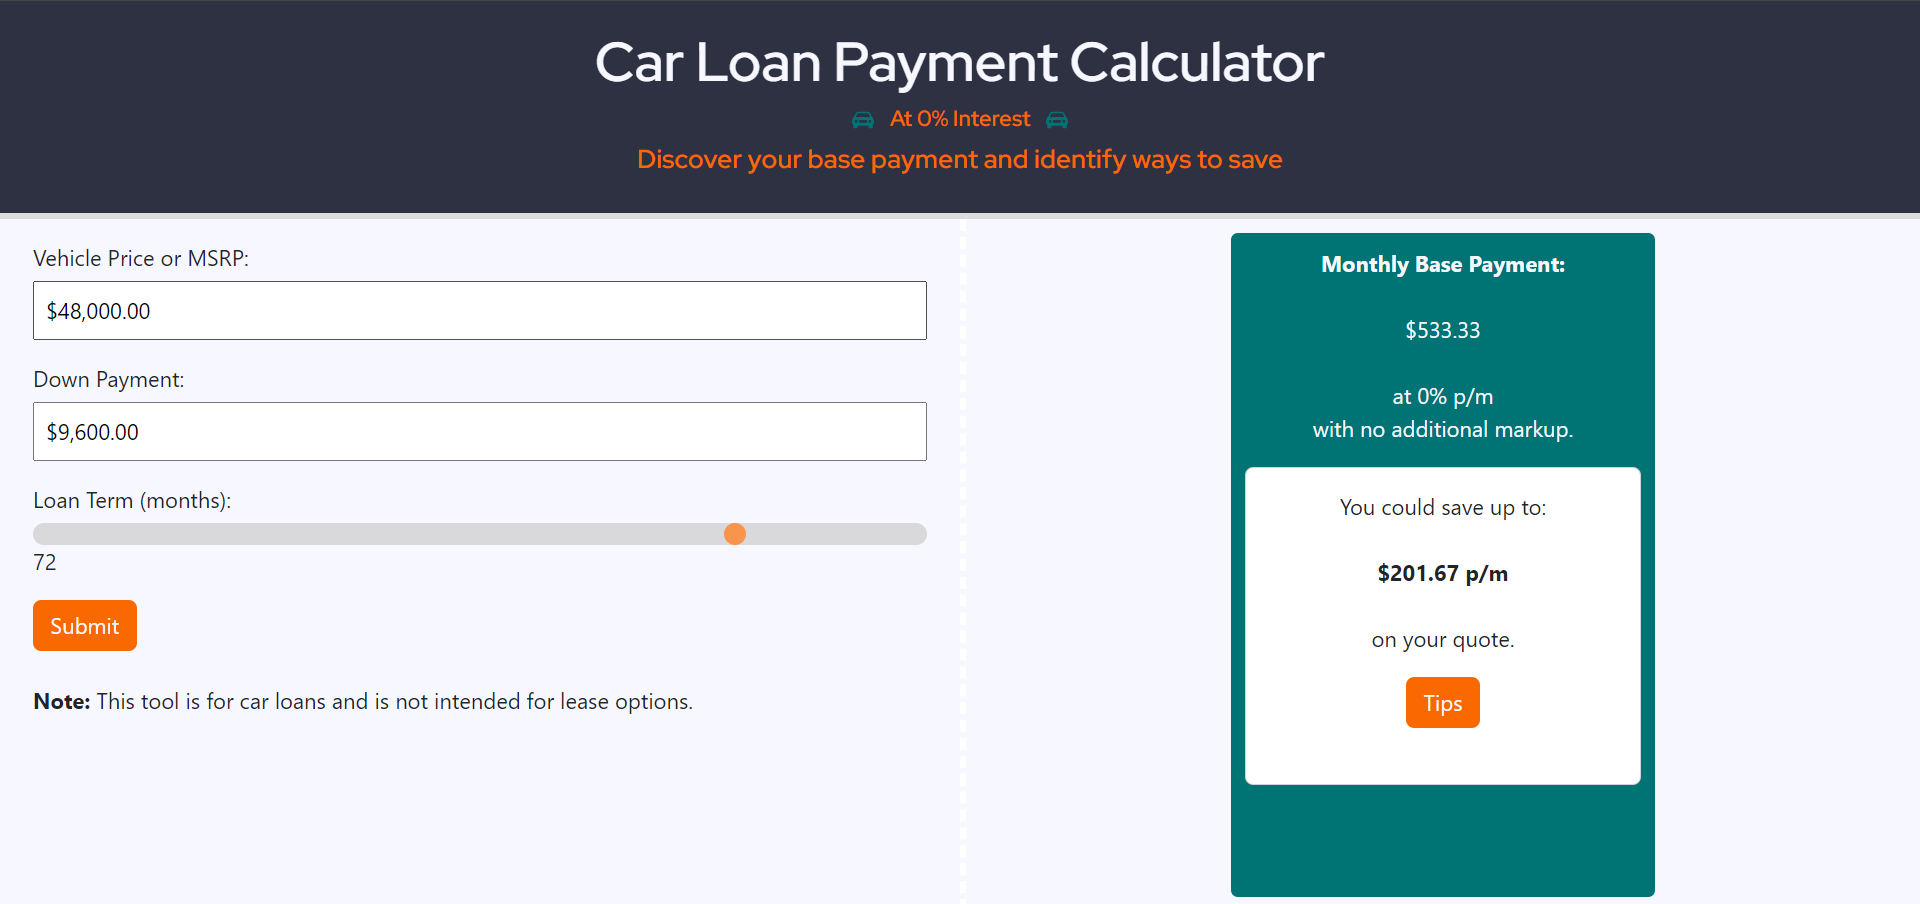 Car Loan Payment Calculator
At 0% Interest
Discover your base payment and identify ways to save
Vehicle Price or MSRP:
$48,000.00
Down Payment:
$9,600.00
Loan Term (months):
72
Submit
Note: This tool is for car loans and is not intended for lease options.
Monthly Base Payment:
$533.33
at 0% p/m
with no additional markup.
You could save up to:
$201.67 p/m
on your quote.
Tips